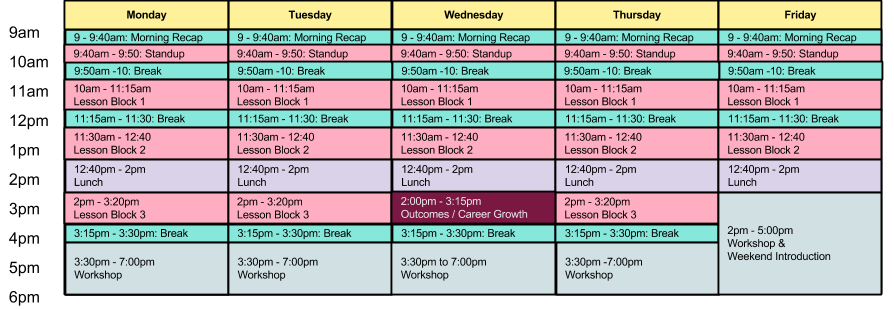 Monday Tuesday Wednesday Thursday Friday
9am
9 - 9:40am: Morning Recap 9 - 9:40am: Morning Recap 9 - 9:40am: Morning Recap 9 - 9:40am: Morning Recap 9 - 9:40am: Morning Recap
9:40am - 9:50: Standup 9:40am - 9:50: Standup 9:40am - 9:50: Standup 9:40am - 9:50: Standup 9:40am - 9:50: Standup
10am
9:50am -10: Break 9:50am -10: Break 9:50am -10: Break 9:50am -10: Break 9:50am -10: Break
11am
10am - 11:15am 10am - 11:15am 10am - 11:15am 10am - 11:15am 10am - 11:15am
Lesson Block 1 Lesson Block 1 Lesson Block 1 Lesson Block 1 Lesson Block 1
12pm
11:15am - 11:30: Break 11:15am - 11:30: Break 11:15am - 11:30: Break 11:15am - 11:30: Break 11:15am - 11:30: Break
11:30am - 12:40 11:30am - 12:40 11:30am - 12:40 11:30am - 12:40 11:30am - 12:40
1pm
Lesson Block 2 Lesson Block 2 Lesson Block 2 Lesson Block 2 Lesson Block 2
12:40pm - 2pm 12:40pm - 2pm 12:40pm - 2pm 12:40pm - 2pm 12:40pm - 2pm
2pm
Lunch Lunch Lunch Lunch Lunch
2pm - 3:20pm 2pm - 3:20pm 2:00pm - 3:15pm 2pm - 3:20pm
3pm
Lesson Block 3 Lesson Block 3 Outcomes / Career Growth Lesson Block 3
4pm
3:15pm - 3:30pm: Break 3:15pm - 3:30pm: Break 3:15pm - 3:30pm: Break 3:15pm - 3:30pm: Break
2pm - 5:00pm
Workshop &
Weekend Introduction
5pm
3:30pm - 7:00pm 3:30pm - 7:00pm 3:30pm to 7:00pm 3:30pm -7:00pm
Workshop Workshop Workshop Workshop
6pm